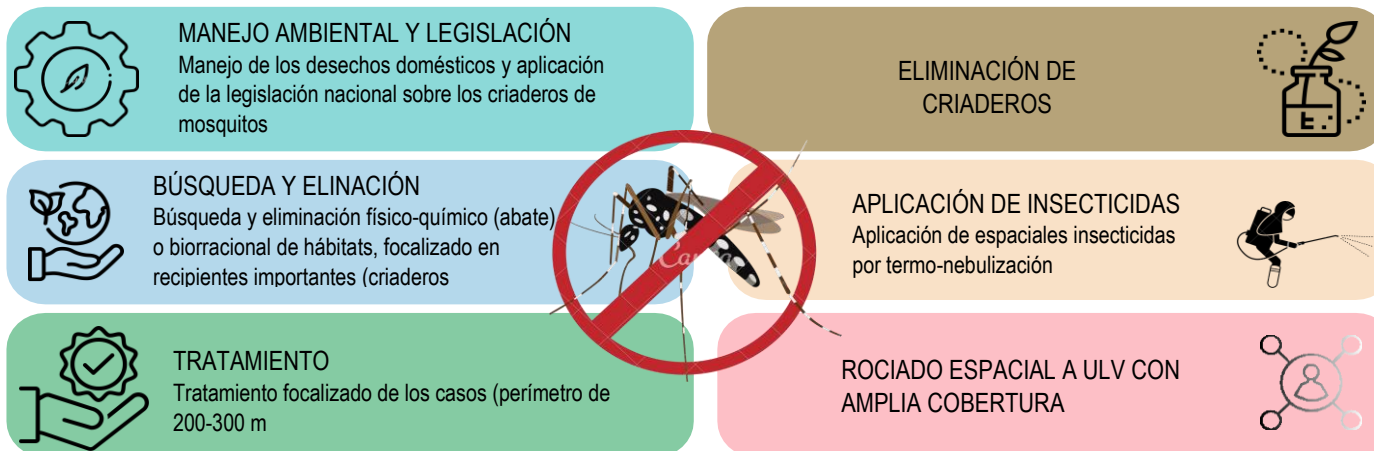 MANEJO AMBIENTAL Y LEGISLACIÓN
Manejo de los desechos domésticos y aplicación
de la legislación nacional sobre los criaderos de
mosquitos
ELIMINACIÓN DE
CRIADEROS
BÚSQUEDA Y ELINACIÓN
Búsqueda y eliminación físico-químico (abate)
o biorracional de hábitats, focalizado en
recipientes importantes (criaderos
APLICACIÓN DE INSECTICIDAS
Aplicación de espaciales insecticidas
por termo-nebulización
TRATAMIENTO
Tratamiento focalizado de los casos (perímetro de
200-300 m
ROCIADO ESPACIAL A ULV CON
AMPLIA COBERTURA